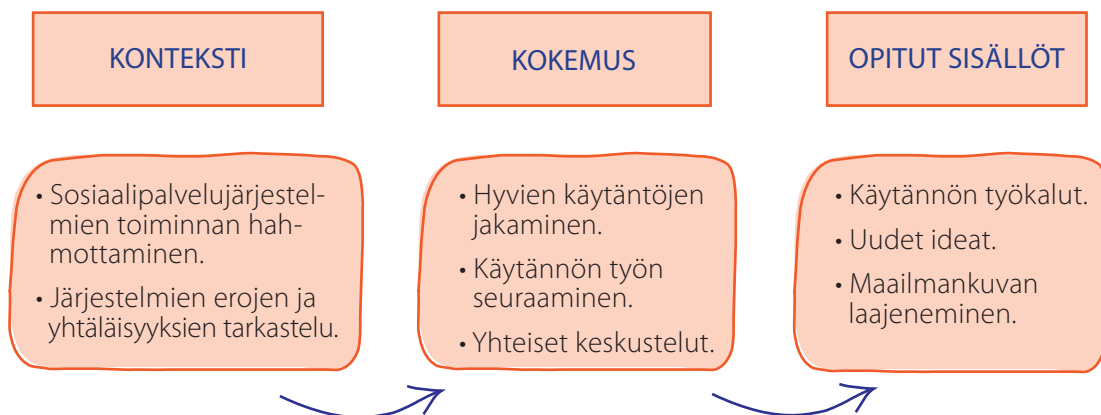 KONTEKSTI
• Sosiaalipalvelujärjestel-
mien toiminnan hah-
mottaminen.
• Järjestelmien erojen ja
yhtäläisyyksien tarkastelu.
KOKEMUS
• Hyvien käytäntöjen
jakaminen.
• Käytännön työn
seuraaminen.
• Yhteiset keskustelut.
OPITUT SISÄLLÖT
• Käytännön työkalut.
• Uudet ideat.
• Maailmankuvan
laajeneminen.